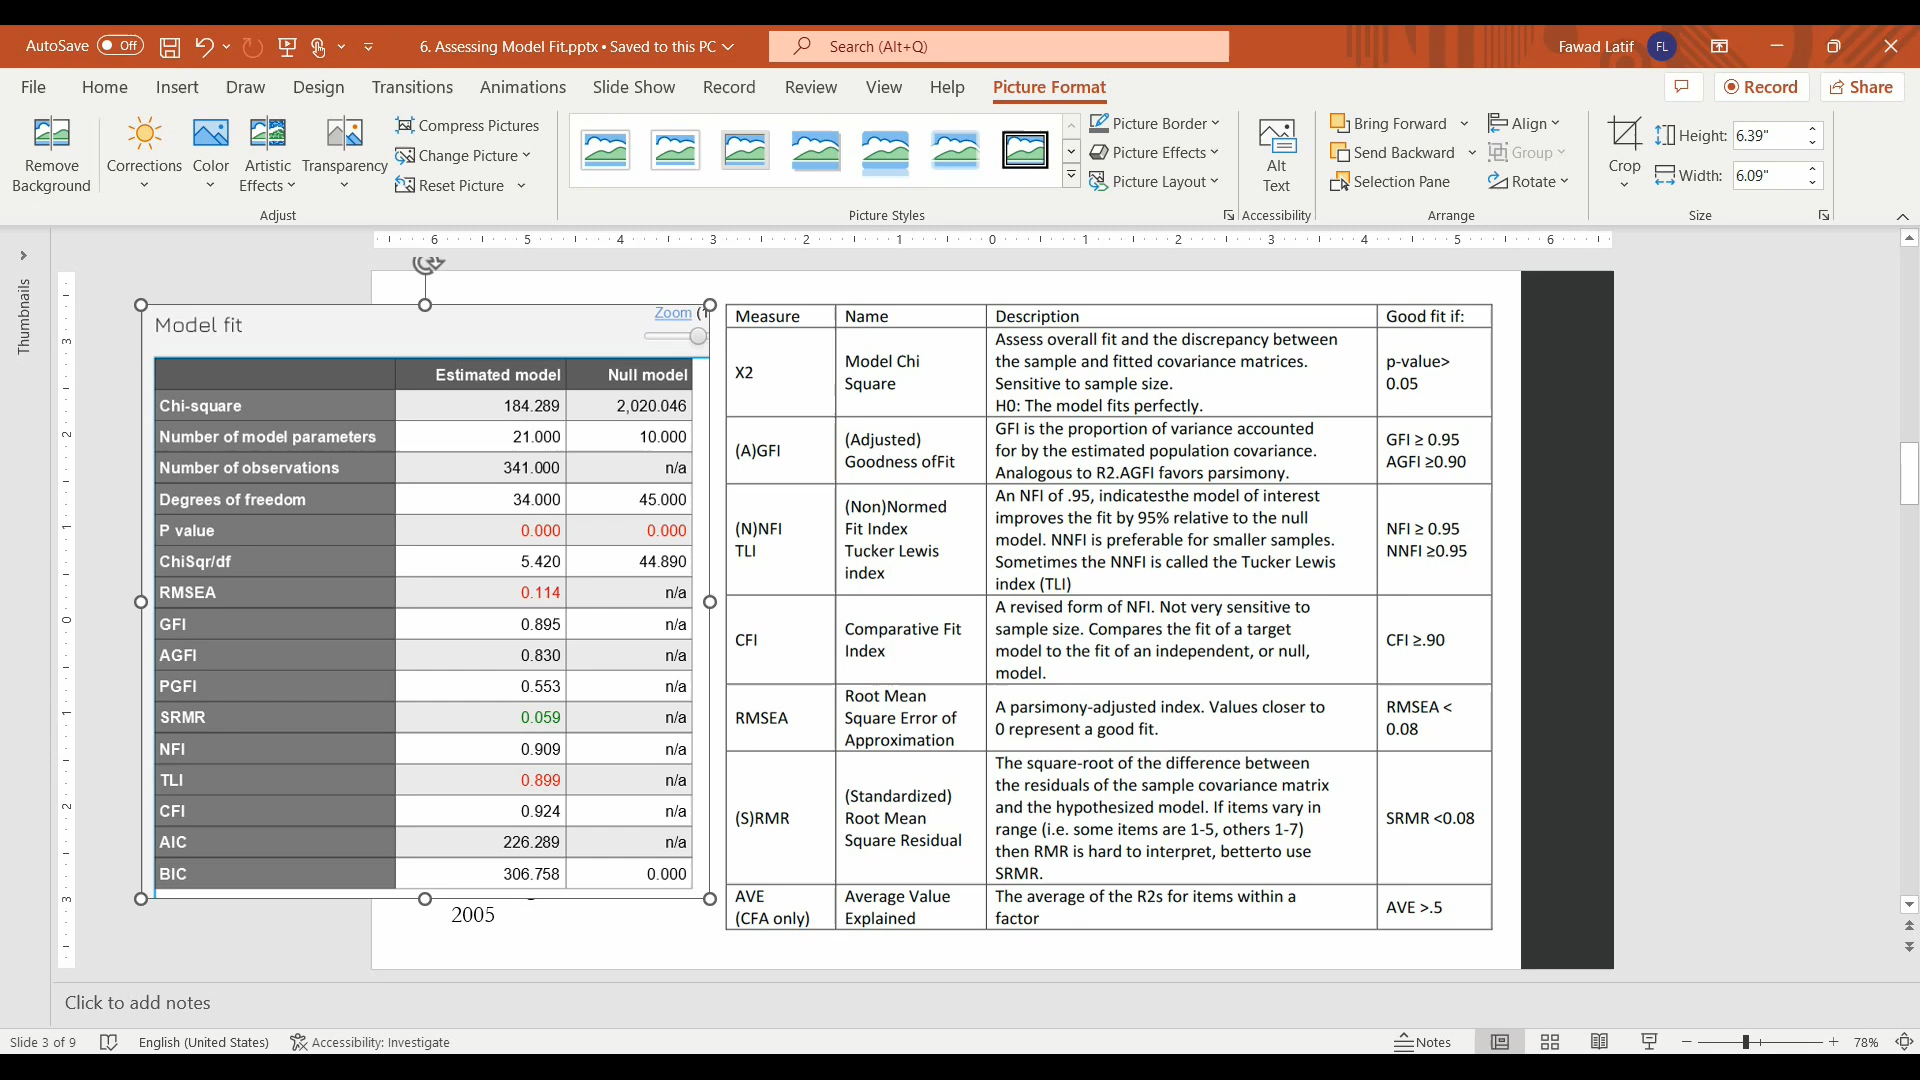 AutoSave Off 6. Assessing Model Fit.pptx • Saved to this PC Search (Alt+Q) Fawad Latif FL
File Home Insert Draw Design Transitions Animations Slide Show Record Review View Help Picture Format Record Share
Remove Background
Corrections
Color
Artistic Effects
Transparency
Compress Pictures
Change Picture
Reset Picture
Adjust
Picture Styles
Picture Border
Picture Effects
Picture Layout
Alt Text
Accessibility
Bring Forward
Send Backward
Selection Pane
Align
Group
Rotate
Arrange
Crop
Height: 6.39"
Width: 6.09"
Size
6 5 4 3 2 1 0 1 2 3 4 5 6
Thumbnails
3
2
1
0
1
2
3
Model fit
Zoom (1
Estimated model Null model
Chi-square 184.289 2,020.046
Number of model parameters 21.000 10.000
Number of observations 341.000 n/a
Degrees of freedom 34.000 45.000
P value 0.000 0.000
ChiSqr/df 5.420 44.890
RMSEA 0.114 n/a
GFI 0.895 n/a
AGFI 0.830 n/a
PGFI 0.553 n/a
SRMR 0.059 n/a
NFI 0.909 n/a
TLI 0.899 n/a
CFI 0.924 n/a
AIC 226.289 n/a
BIC 306.758 0.000
2005
Measure Name Description Good fit if:
X2
Model Chi
Square
Assess overall fit and the discrepancy between
the sample and fitted covariance matrices.
Sensitive to sample size.
H0: The model fits perfectly.
p-value>
0.05
(A)GFI
(Adjusted)
Goodness ofFit
GFI is the proportion of variance accounted
for by the estimated population covariance.
Analogous to R2.AGFI favors parsimony.
GFI ≥ 0.95
AGFI ≥0.90
(N)NFI
TLI
(Non)Normed
Fit Index
Tucker Lewis
index
An NFI of .95, indicatesthe model of interest
improves the fit by 95% relative to the null
model. NNFI is preferable for smaller samples.
Sometimes the NNFI is called the Tucker Lewis
index (TLI)
NFI ≥ 0.95
NNFI ≥0.95
CFI
Comparative Fit
Index
A revised form of NFI. Not very sensitive to
sample size. Compares the fit of a target
model to the fit of an independent, or null,
model.
CFI ≥.90
RMSEA
Root Mean
Square Error of
Approximation
A parsimony-adjusted index. Values closer to
0 represent a good fit.
RMSEA <
0.08
(S)RMR
(Standardized)
Root Mean
Square Residual
The square-root of the difference between
the residuals of the sample covariance matrix
and the hypothesized model. If items vary in
range (i.e. some items are 1-5, others 1-7)
then RMR is hard to interpret, betterto use
SRMR.
SRMR <0.08
AVE
(CFA only)
Average Value
Explained
The average of the R2s for items within a
factor
AVE >.5
Click to add notes
Slide 3 of 9 English (United States) Accessibility: Investigate Notes 78%